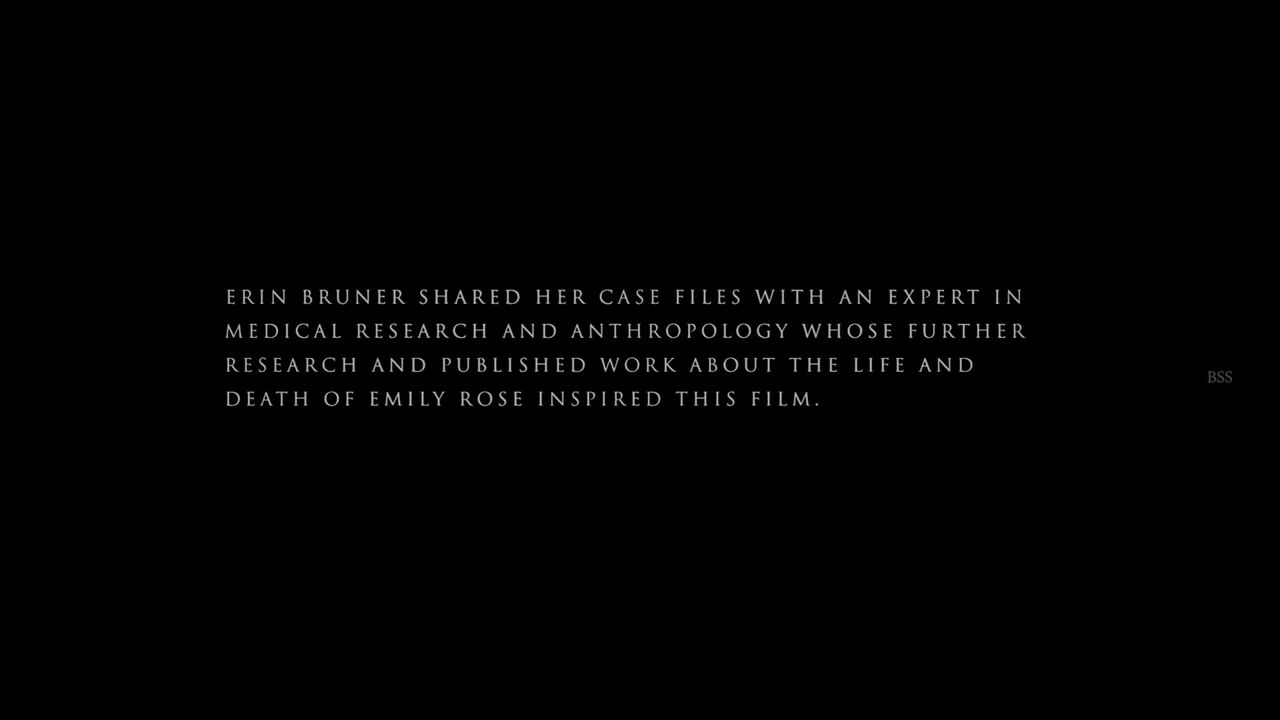 ERIN BRUNER SHARED HER CASE FILES WITH AN EXPERT IN
MEDICAL RESEARCH AND ANTHROPOLOGY WHOSE FURTHER
RESEARCH AND PUBLISHED WORK ABOUT THE LIFE AND
DEATH OF EMILY ROSE INSPIRED THIS FILM.
BSS